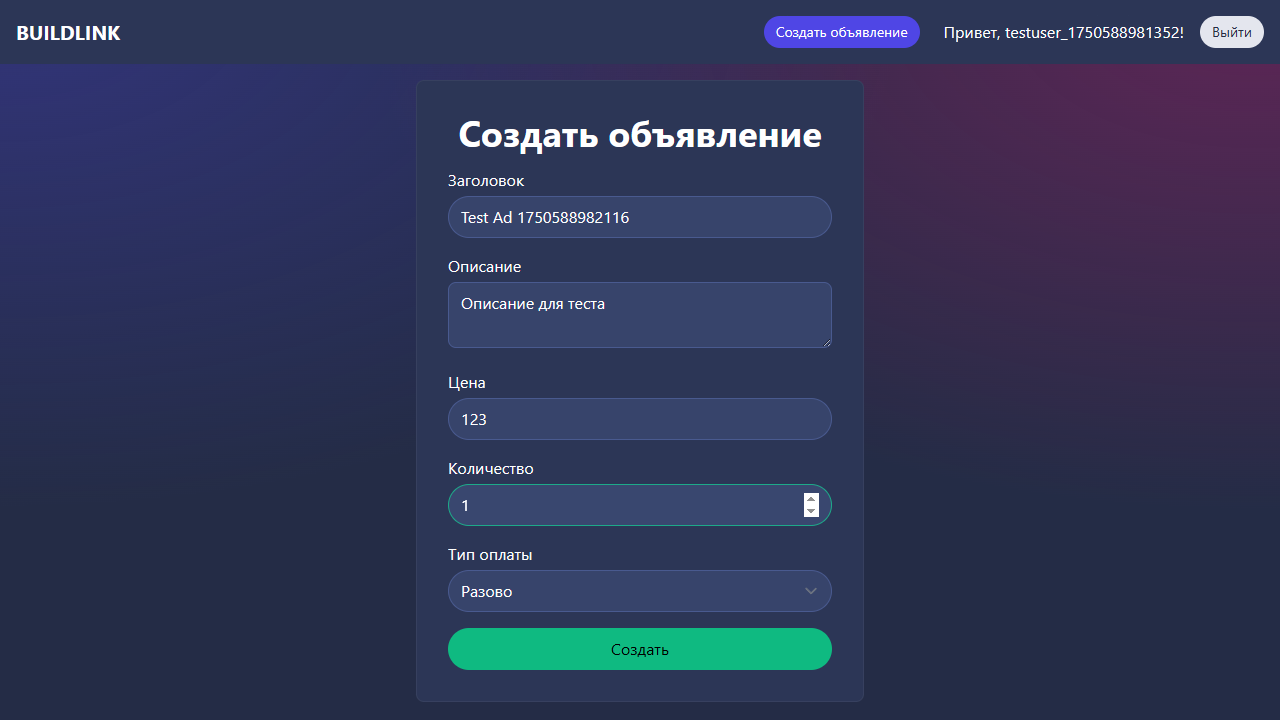 BUILDLINK
Создать объявление
Привет, testuser_1750588981352!
Выйти
Создать объявление
Заголовок
Test Ad 1750588982116
Описание
Описание для теста
Цена
123
Количество
1
Тип оплаты
Разово
Создать